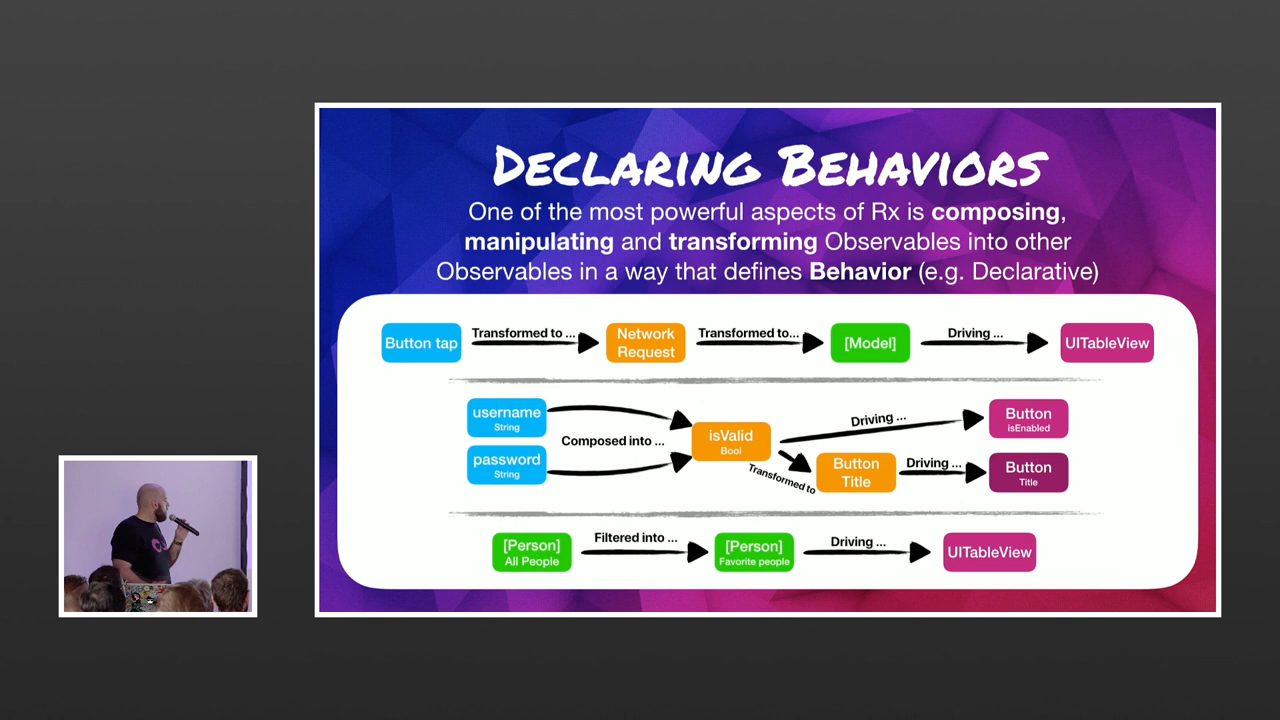 DECLARING BEHAVIORS
One of the most powerful aspects of Rx is composing,
manipulating and transforming Observables into other
Observables in a way that defines Behavior (e.g. Declarative)
Button tap
Transformed to ...
Network
Request
Transformed to...
[Model]
Driving ...
UITableView
username
String
password
String
Composed into ...
isValid
Bool
Driving ...
Button
isEnabled
Transformed to
Button
Title
Driving ...
Button
Title
[Person]
All People
Filtered into ...
[Person]
Favorite people
Driving ...
UITableView